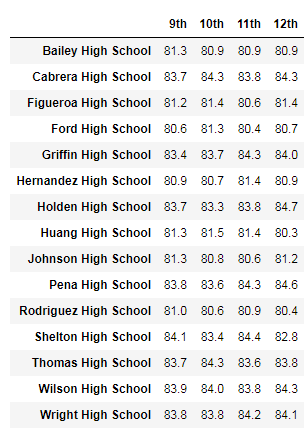 9th 10th 11th 12th
Bailey High School 81.3 80.9 80.9 80.9
Cabrera High School 83.7 84.3 83.8 84.3
Figueroa High School 81.2 81.4 80.6 81.4
Ford High School 80.6 81.3 80.4 80.7
Griffin High School 83.4 83.7 84.3 84.0
Hernandez High School 80.9 80.7 81.4 80.9
Holden High School 83.7 83.3 83.8 84.7
Huang High School 81.3 81.5 81.4 80.3
Johnson High School 81.3 80.8 80.6 81.2
Pena High School 83.8 83.6 84.3 84.6
Rodriguez High School 81.0 80.6 80.9 80.4
Shelton High School 84.1 83.4 84.4 82.8
Thomas High School 83.7 84.3 83.6 83.8
Wilson High School 83.9 84.0 83.8 84.3
Wright High School 83.8 83.8 84.2 84.1